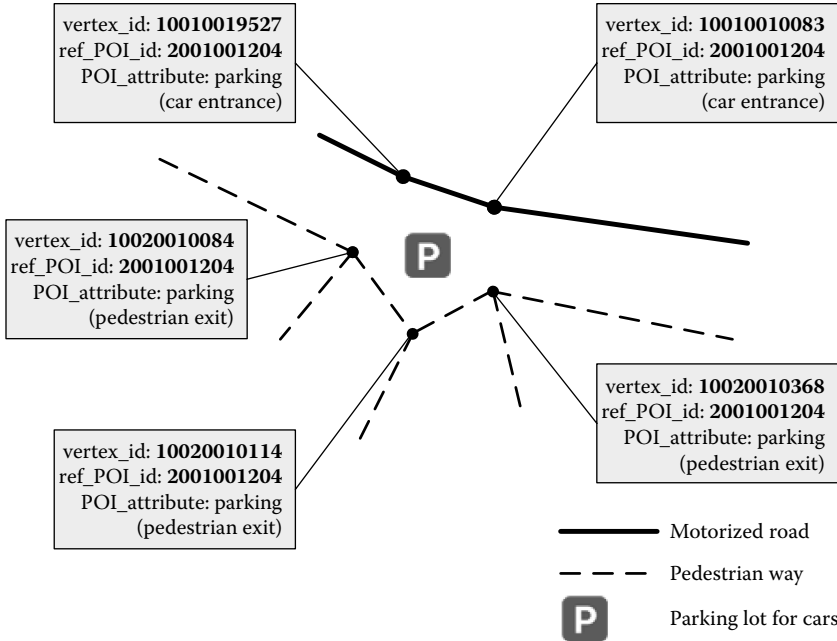 vertex_id: 10010019527
ref_POI_id: 2001001204
POI_attribute: parking
(car entrance)
vertex_id: 10010010083
ref_POI_id: 2001001204
POI_attribute: parking
(car entrance)
vertex_id: 10020010084
ref_POI_id: 2001001204
POI_attribute: parking
(pedestrian exit)
P
vertex_id: 10020010368
ref_POI_id: 2001001204
POI_attribute: parking
(pedestrian exit)
vertex_id: 10020010114
ref_POI_id: 2001001204
POI_attribute: parking
(pedestrian exit)
Motorized road
Pedestrian way
P Parking lot for cars